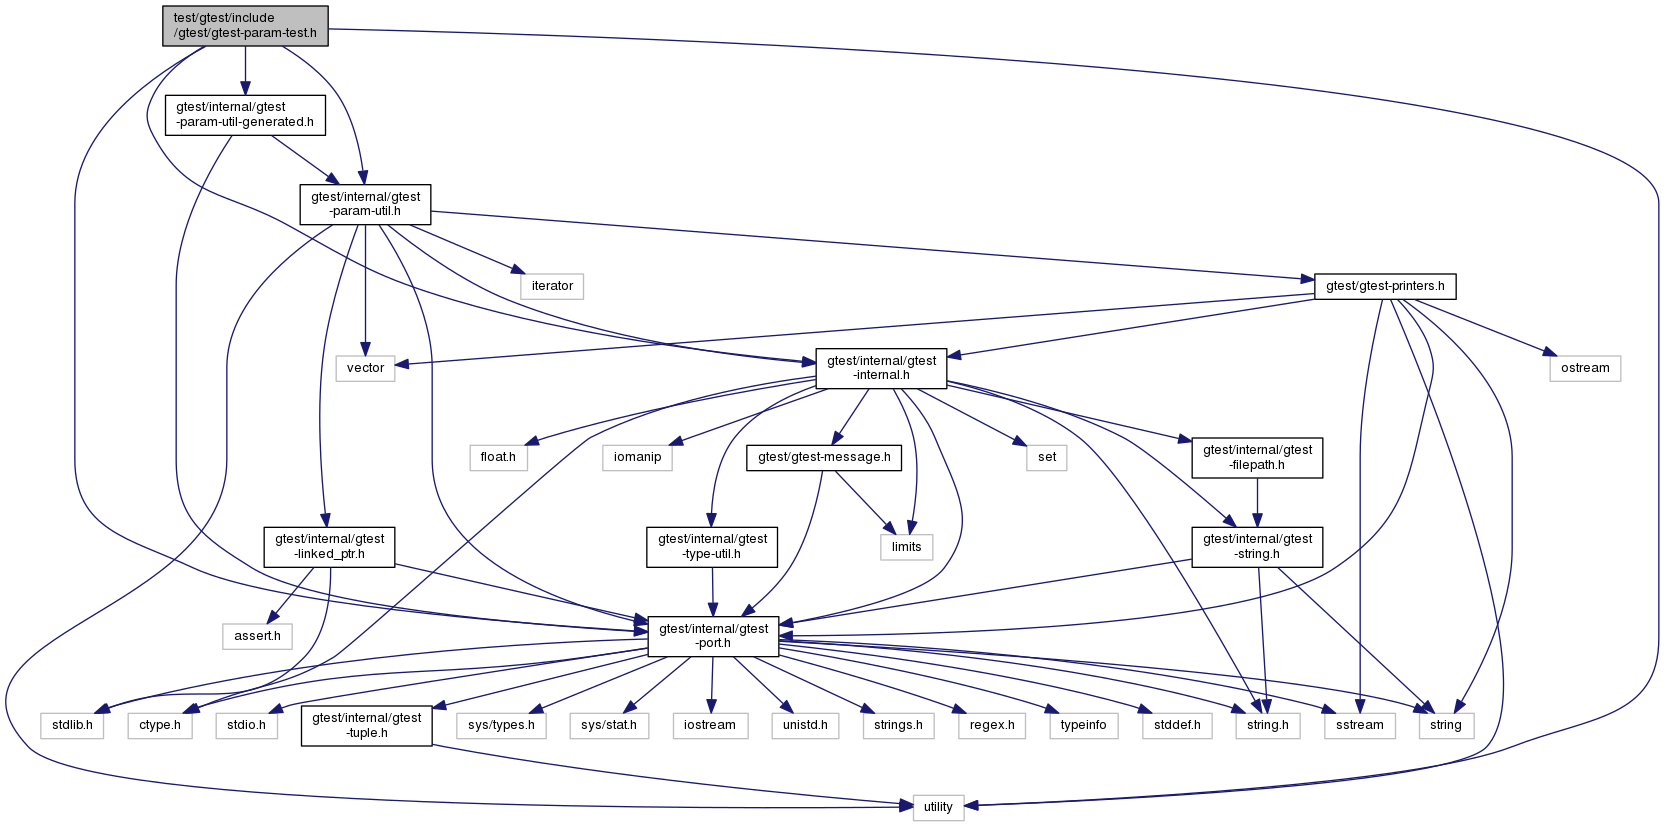 test/gtest/include
/gtest/gtest-param-test.h
gtest/internal/gtest
-param-util-generated.h
gtest/internal/gtest
-param-util.h
iterator
gtest/gtest-printers.h
vector
gtest/internal/gtest
-internal.h
ostream
float.h
iomanip
gtest/gtest-message.h
set
gtest/internal/gtest
-filepath.h
gtest/internal/gtest
-linked_ptr.h
gtest/internal/gtest
-type-util.h
limits
gtest/internal/gtest
-string.h
assert.h
gtest/internal/gtest
-port.h
stdlib.h
ctype.h
stdio.h
gtest/internal/gtest
-tuple.h
sys/types.h
sys/stat.h
iostream
unistd.h
strings.h
regex.h
typeinfo
stddef.h
string.h
sstream
string
utility